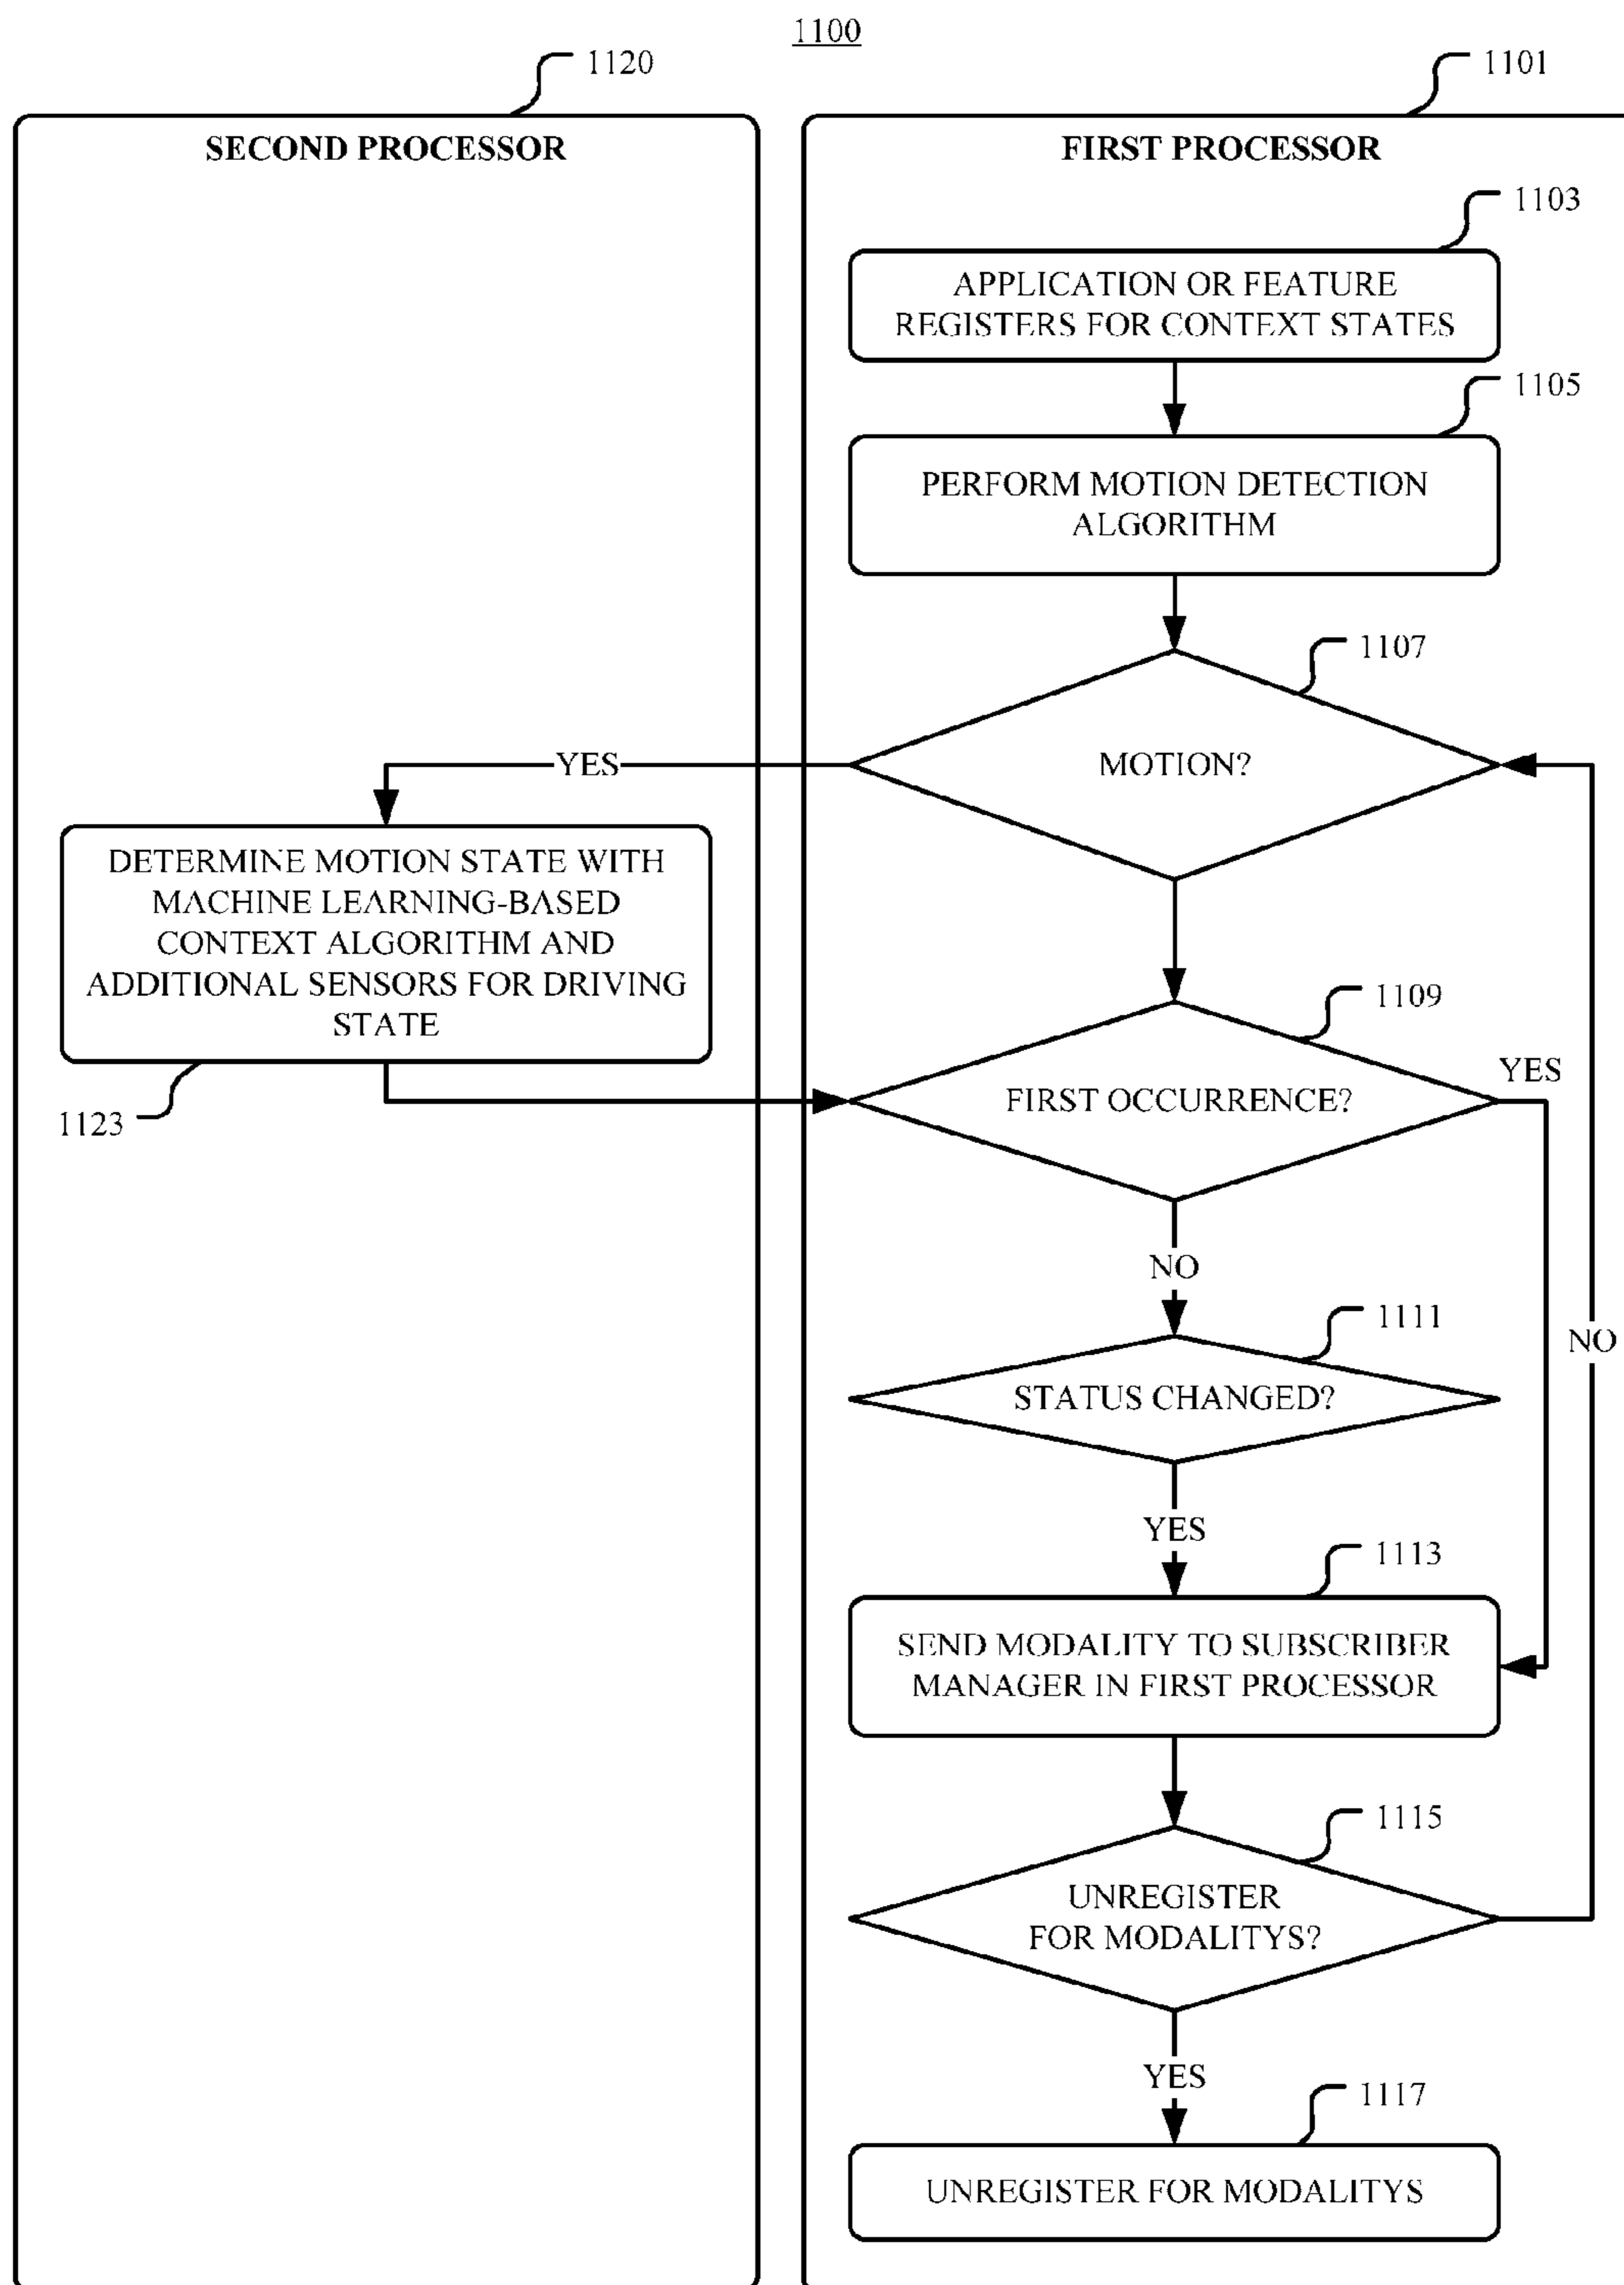 1100
1120
1101
SECOND PROCESSOR
FIRST PROCESSOR
1103
APPLICATION OR FEATURE
REGISTERS FOR CONTEXT STATES
1105
PERFORM MOTION DETECTION
ALGORITHM
1107
MOTION?
YES
DETERMINE MOTION STATE WITH
MACHINE LEARNING-BASED
CONTEXT ALGORITHM AND
ADDITIONAL SENSORS FOR DRIVING
STATE
1123
1109
FIRST OCCURRENCE?
YES
NO
1111
STATUS CHANGED?
NO
YES
1113
SEND MODALITY TO SUBSCRIBER
MANAGER IN FIRST PROCESSOR
1115
UNREGISTER
FOR MODALITYS?
YES
1117
UNREGISTER FOR MODALITYS